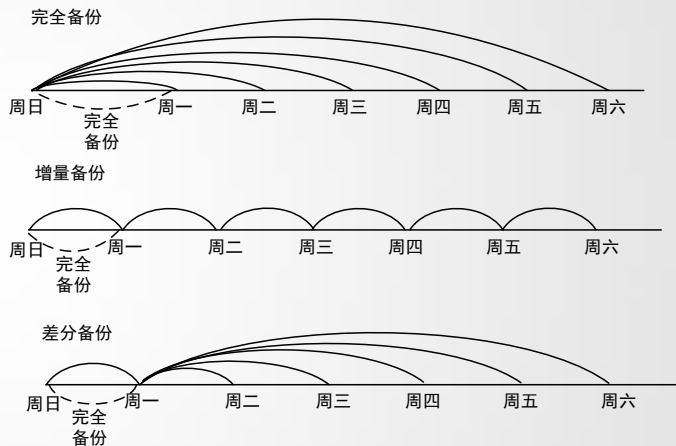 完全备份
周日 周一 周二 周三 周四 周五 周六
完全
备份
增量备份
周日 周一 周二 周三 周四 周五 周六
完全
备份
差分备份
周日 周一 周二 周三 周四 周五 周六
完全
备份